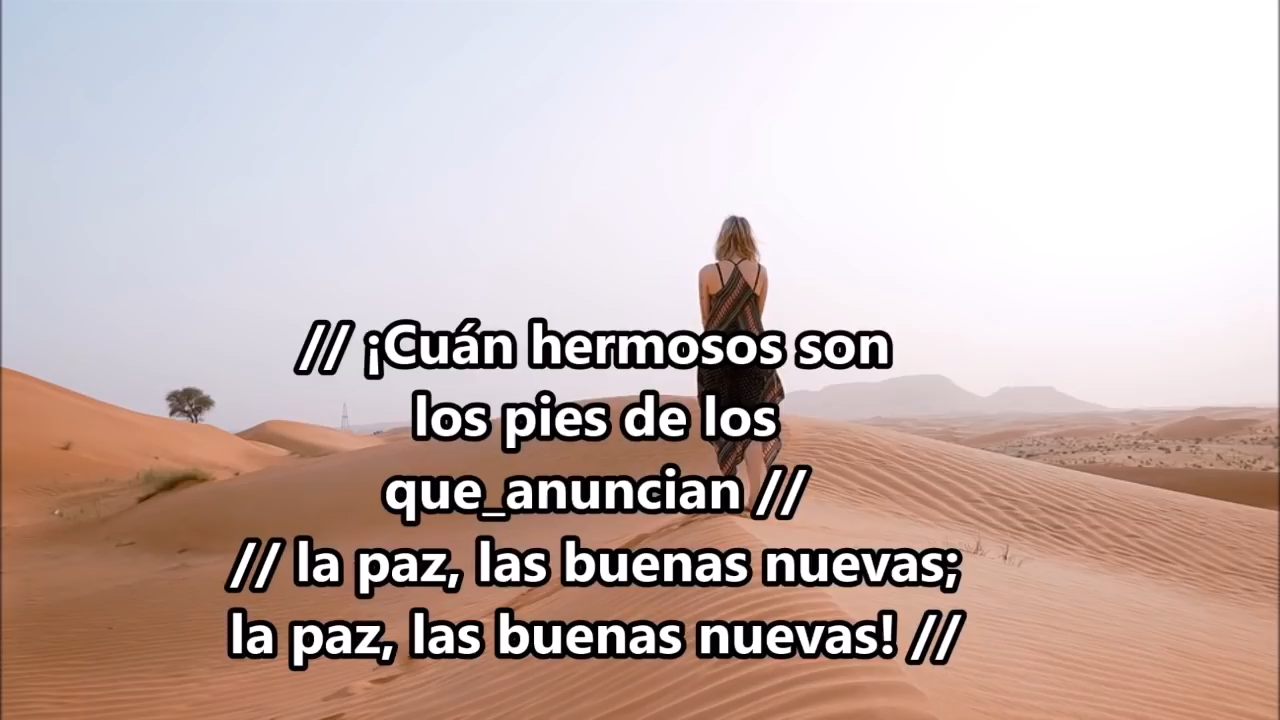 // ¡Cuán hermosos son
los pies de los
que_anuncian //
// la paz, las buenas nuevas;
la paz, las buenas nuevas! //